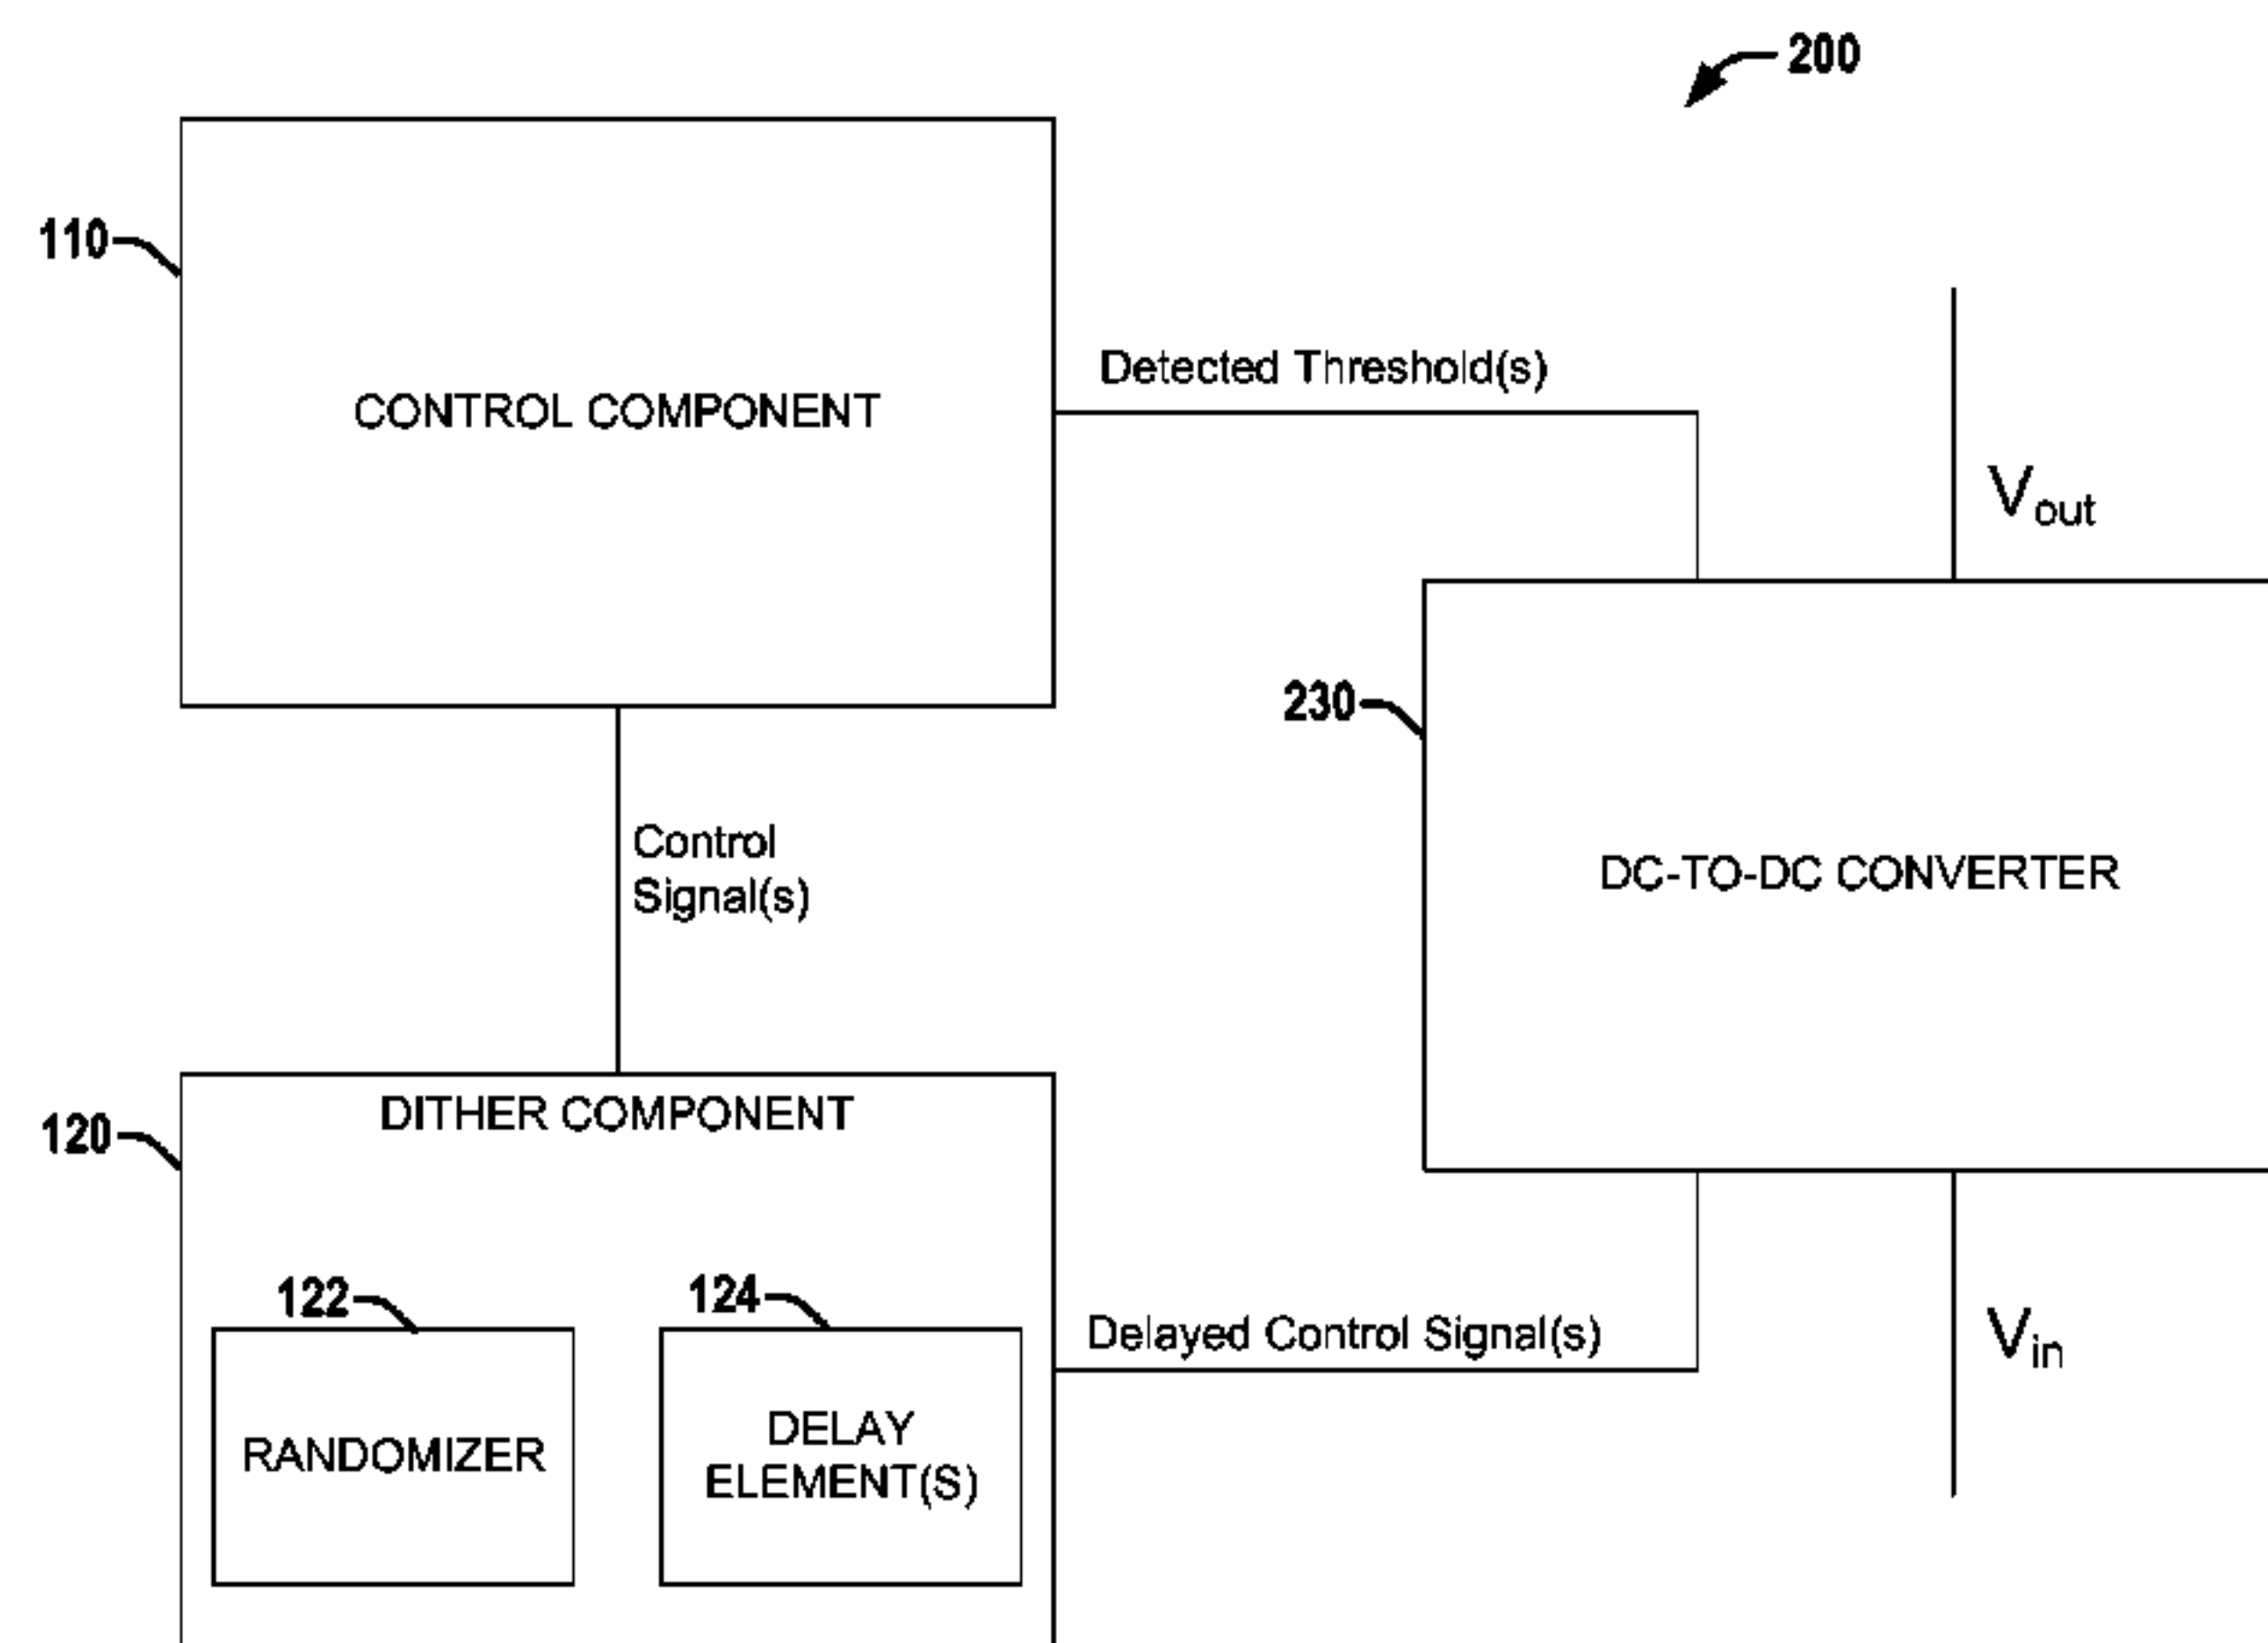 200
110
CONTROL COMPONENT
Detected Threshold(s)
Vout
230
Control
Signal(s)
DC-TO-DC CONVERTER
120
DITHER COMPONENT
122
124
RANDOMIZER
DELAY
ELEMENT(S)
Delayed Control Signal(s)
Vin